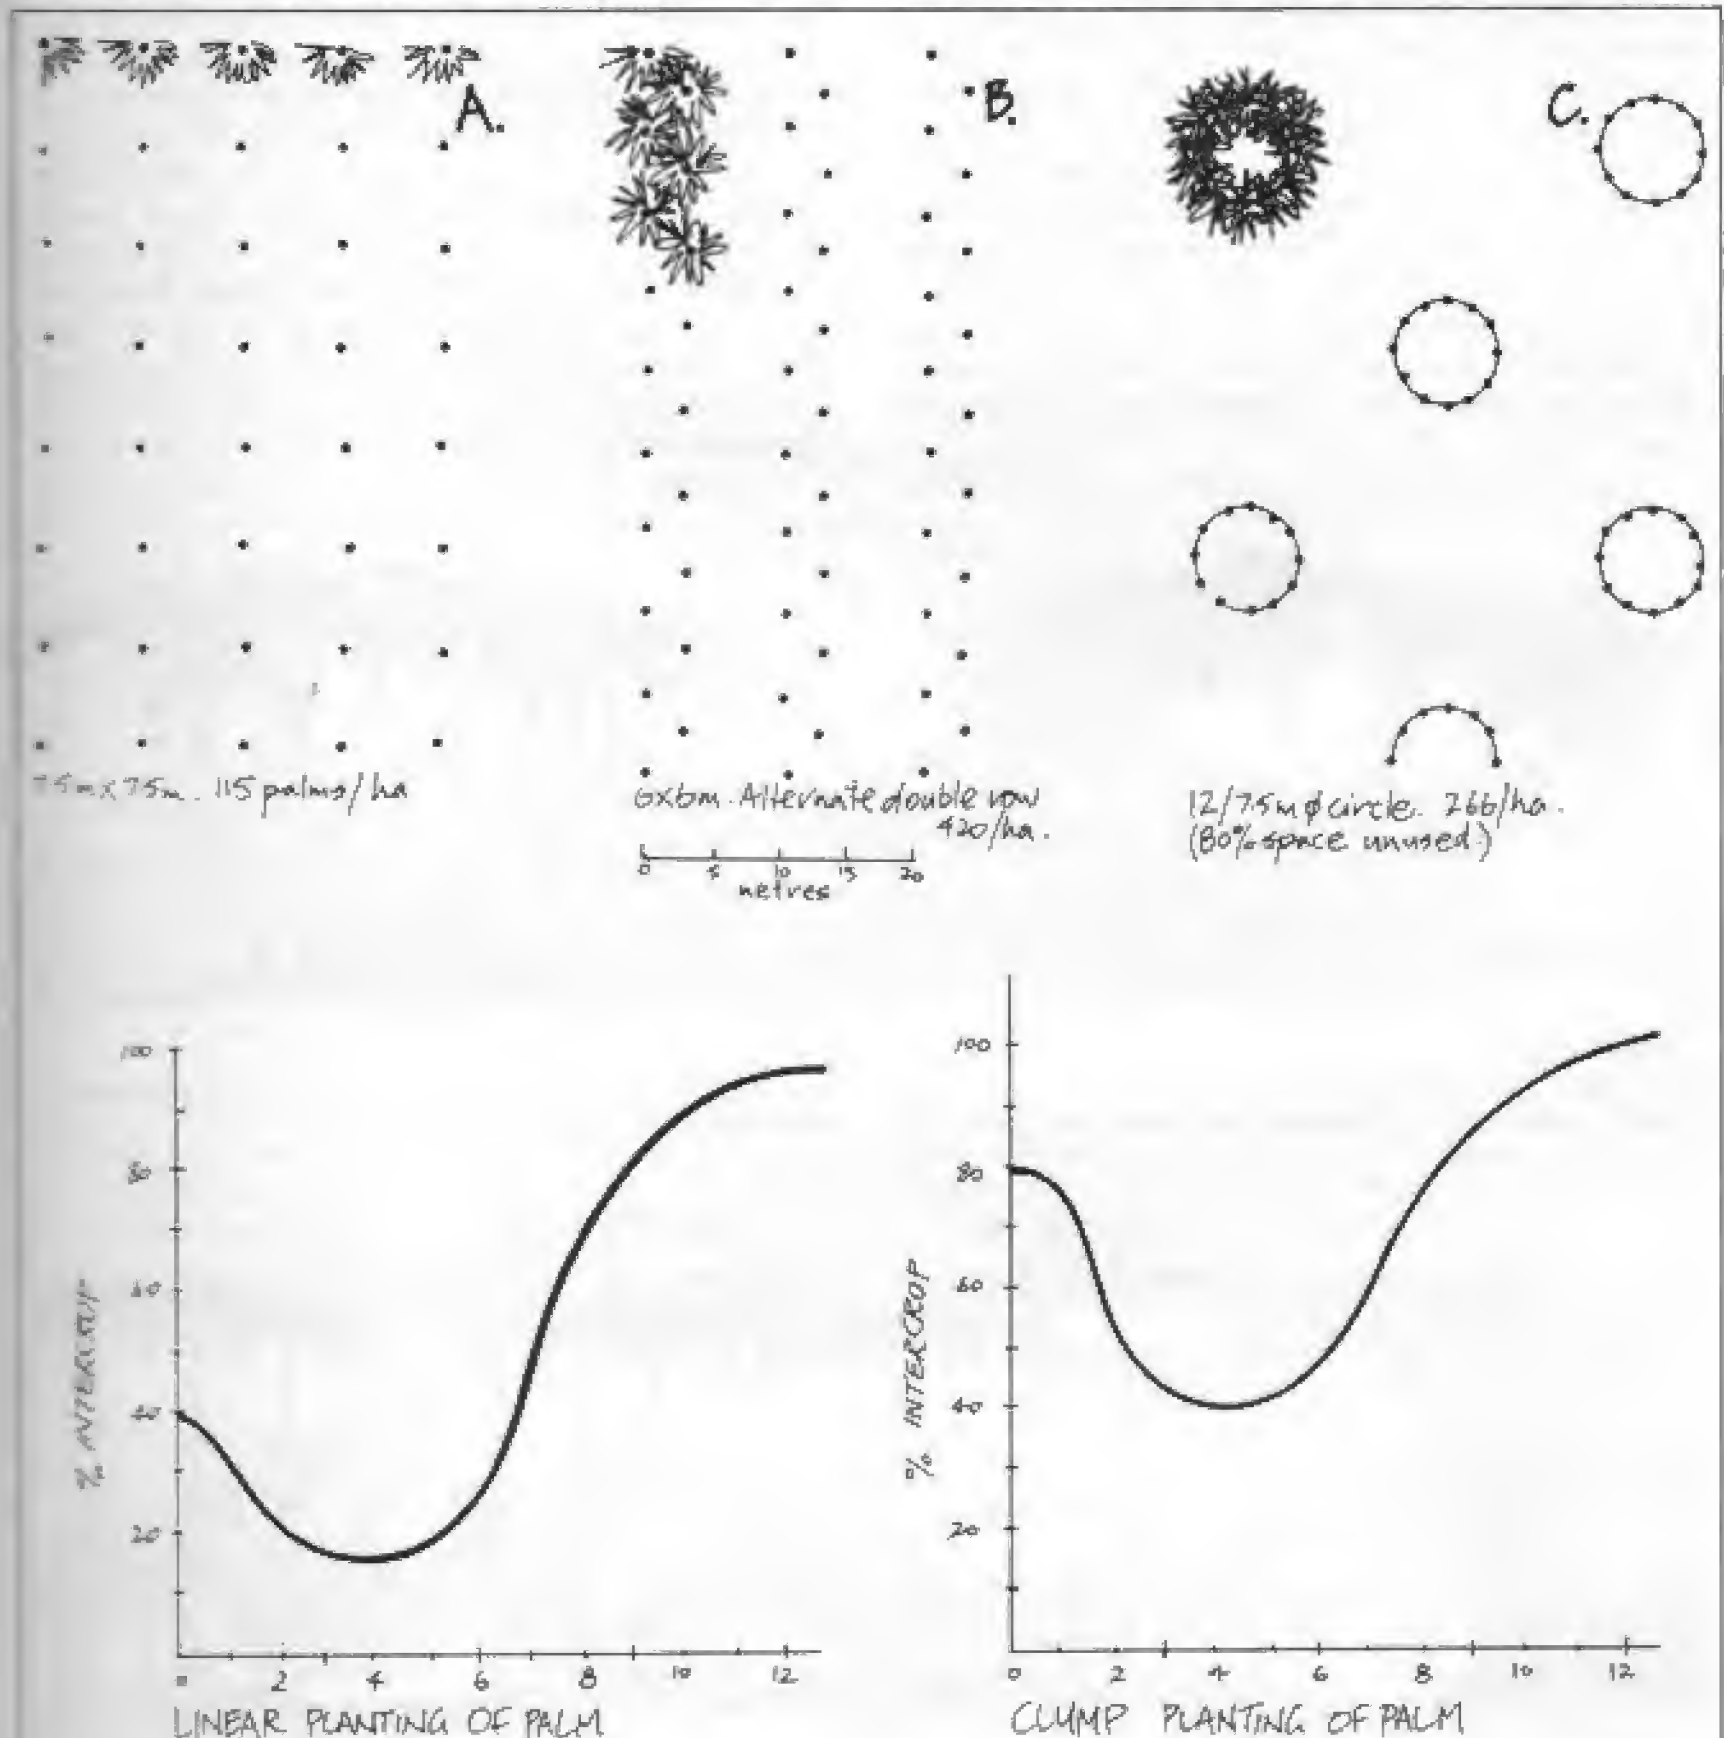 A.
B.
C.
7.5m x 7.5m. 115 palms/ha
6x6m. Alternate double row
420/ha.
12/7.5m φ circle. 266/ha.
(80% space unused.)
0 5 10 15 20
metres
100
80
60
40
20
% INTERCROP
0 2 4 6 8 10 12
LINEAR PLANTING OF PALM
100
80
60
40
20
% INTERCROP
0 2 4 6 8 10 12
CLUMP PLANTING OF PALM